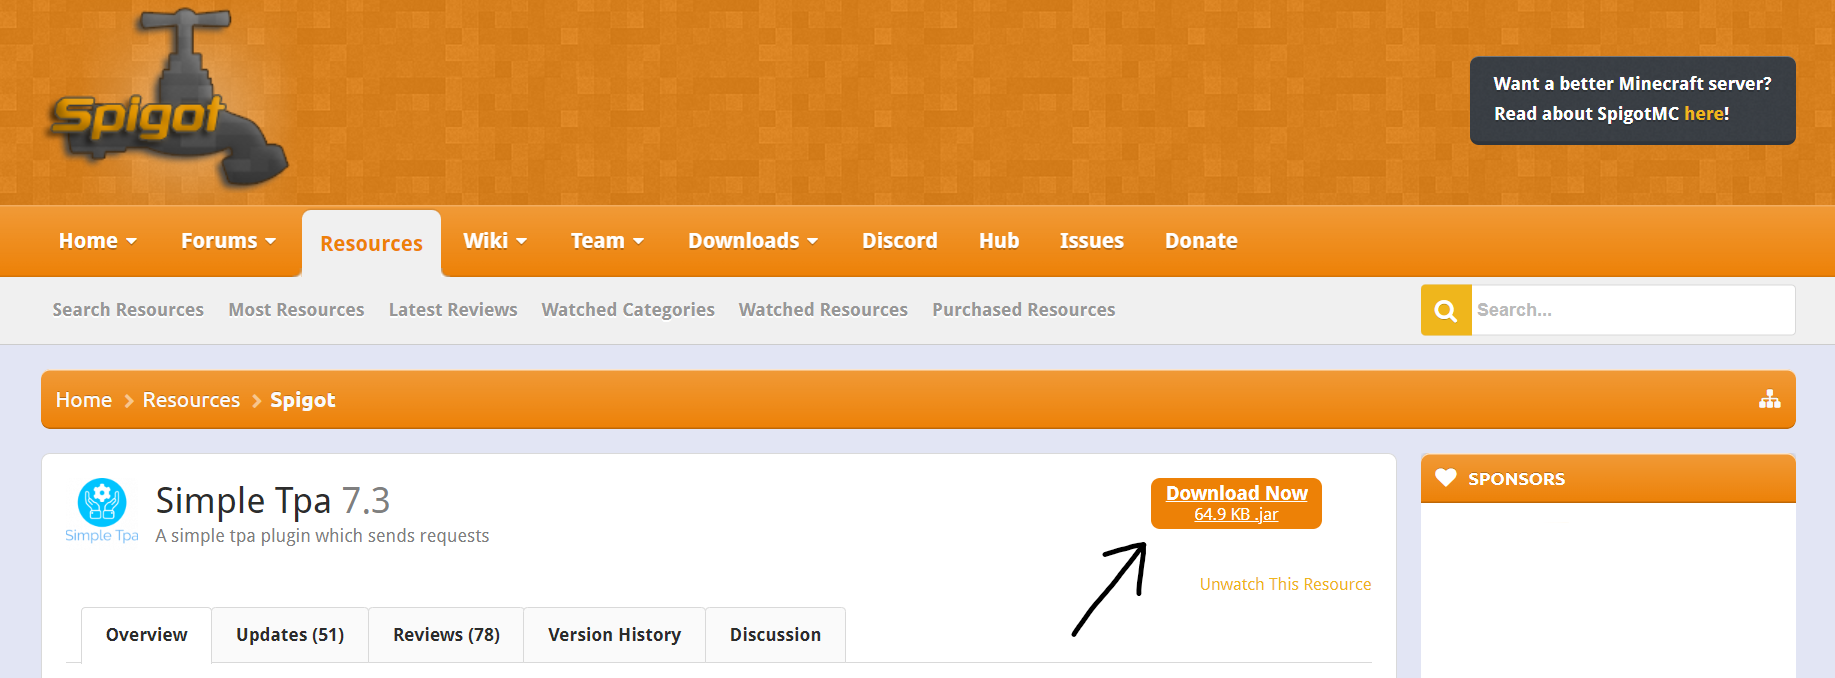 Spigot
Want a better Minecraft server?
Read about SpigotMC here!
Home Forums Resources Wiki Team Downloads Discord Hub Issues Donate
Search Resources Most Resources Latest Reviews Watched Categories Watched Resources Purchased Resources Search...
Home Resources Spigot
Simple Tpa
Simple Tpa 7.3
A simple tpa plugin which sends requests
Download Now
64.9 KB .jar
Unwatch This Resource
SPONSORS
Overview Updates (51) Reviews (78) Version History Discussion